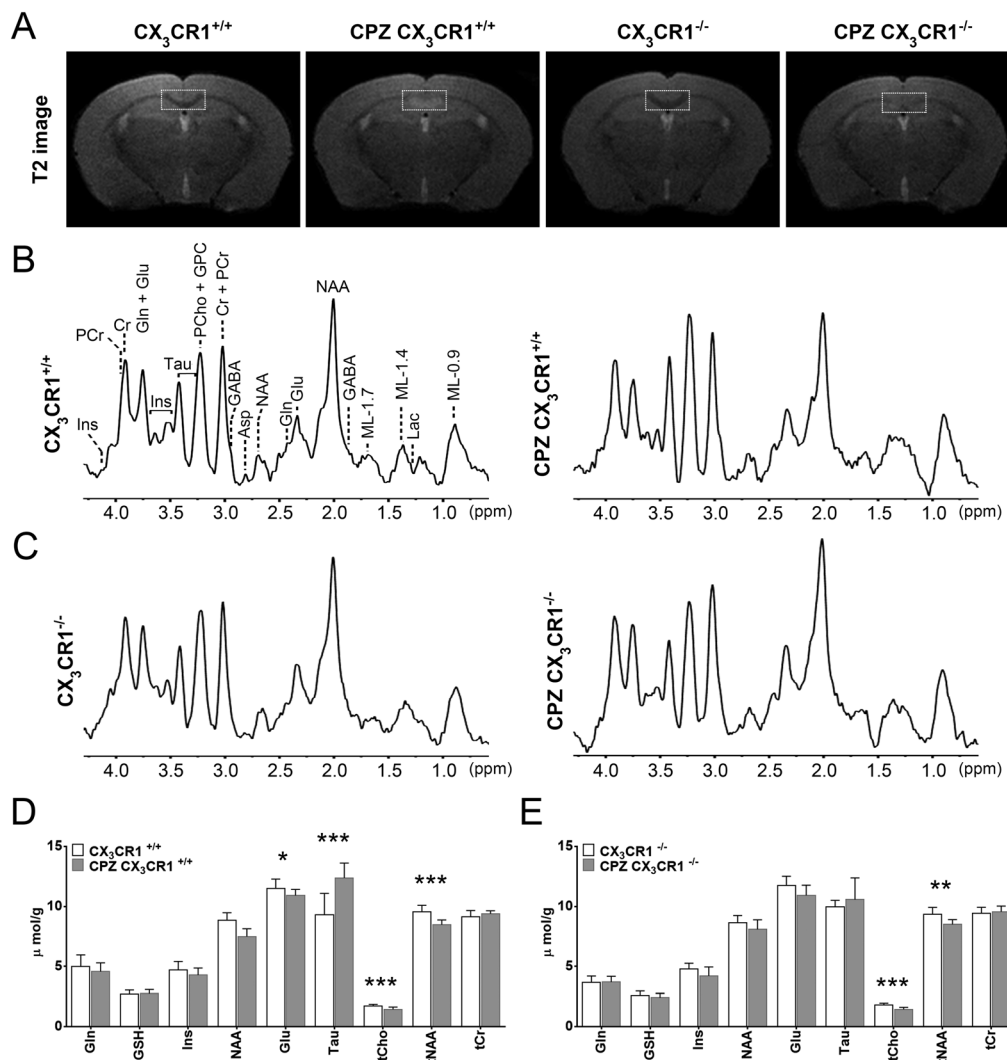 A
CX3CR1+/+
CPZ CX3CR1+/+
CX3CR1-/-
CPZ CX3CR1-/-
T2 image
B
CX3CR1+/+
Ins
PCr
Cr
Gln + Glu
Ins
Tau
PCho + GPC
Cr + PCr
GABA
Asp
NAA
Gln
Glu
NAA
GABA
ML-1.7
ML-1.4
Lac
ML-0.9
4.0 3.5 3.0 2.5 2.0 1.5 1.0 (ppm)
CPZ CX3CR1+/+
4.0 3.5 3.0 2.5 2.0 1.5 1.0 (ppm)
C
CX3CR1-/-
4.0 3.5 3.0 2.5 2.0 1.5 1.0 (ppm)
CPZ CX3CR1-/-
4.0 3.5 3.0 2.5 2.0 1.5 1.0 (ppm)
D
CX3CR1 +/+
CPZ CX3CR1 +/+
μ mol/g
15
10
5
0
* *** *** ***
Gln GSH Ins NAA Glu Tau tCho tNAA tCr
E
CX3CR1 -/-
CPZ CX3CR1 -/-
μ mol/g
15
10
5
0
*** **
Gln GSH Ins NAA Glu Tau tCho tNAA tCr